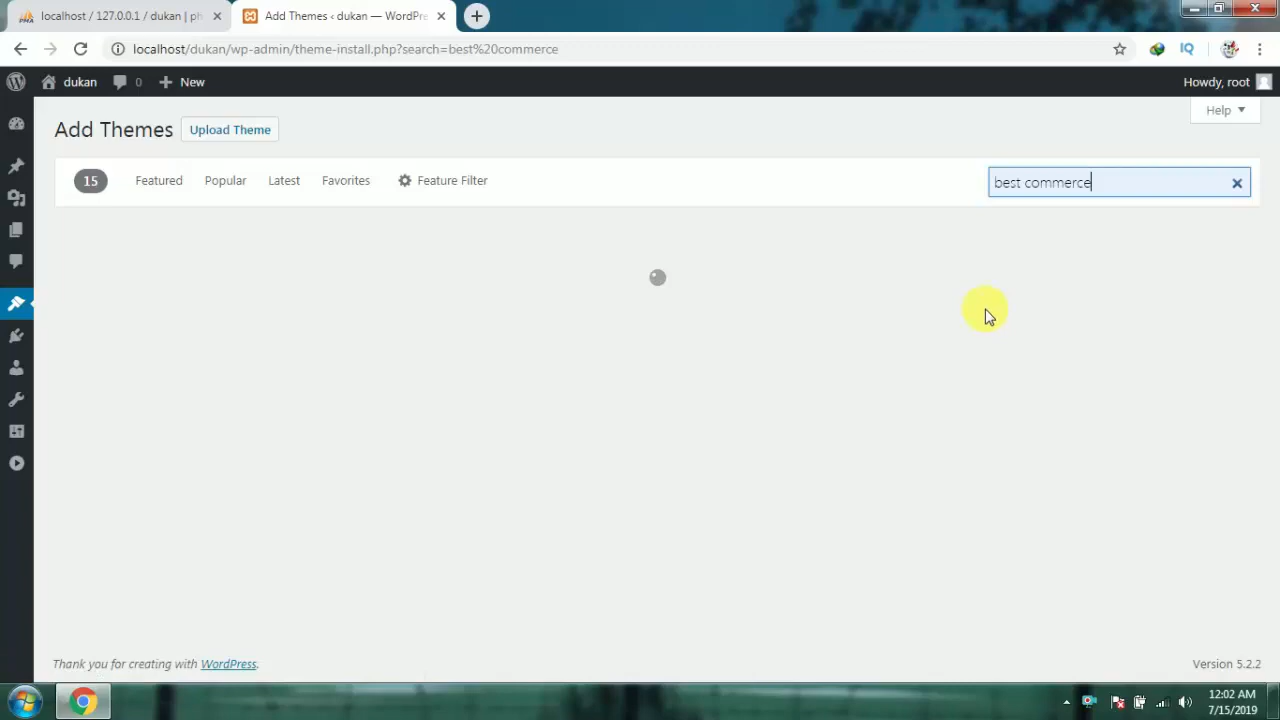 localhost / 127.0.0.1 / dukan | ph
Add Themes ‹ dukan — WordPre
localhost/dukan/wp-admin/theme-install.php?search=best%20commerce
IQ
dukan
0
New
Howdy, root
Help
Add Themes
Upload Theme
15
Featured
Popular
Latest
Favorites
Feature Filter
best commerce
Thank you for creating with WordPress.
Version 5.2.2
12:02 AM
7/15/2019